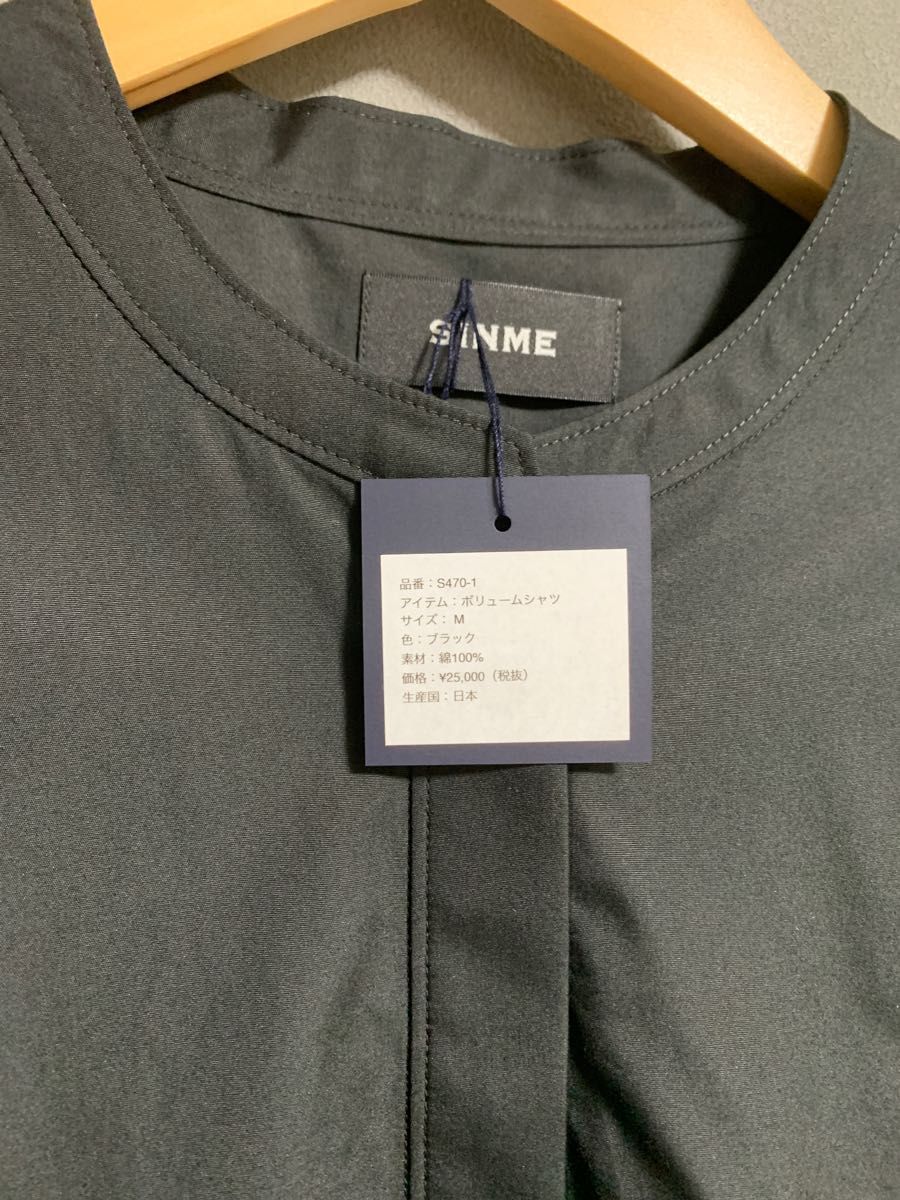 SINME
品番：S470-1
アイテム：ボリュームシャツ
サイズ： M
色：ブラック
素材：綿100%
価格：¥25,000（税抜）
生産国：日本